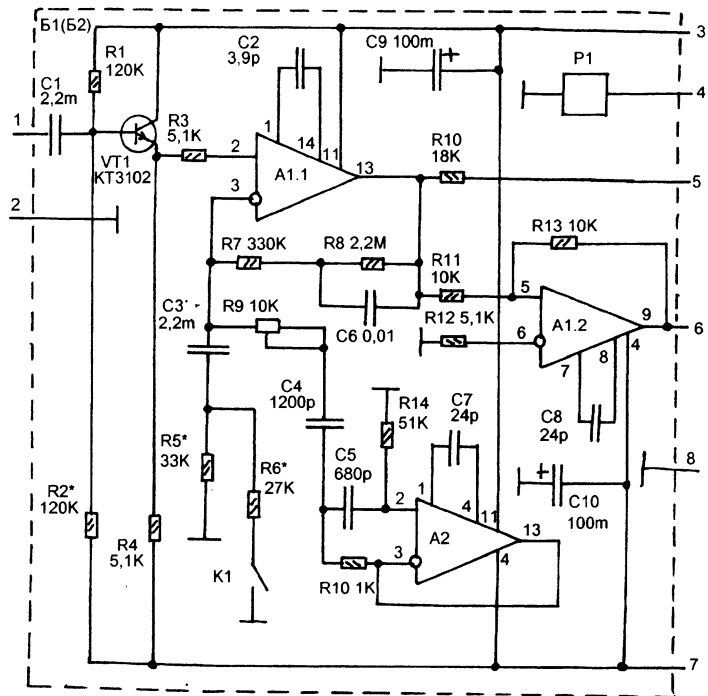 Б1(Б2)
3
R1
120K
C2
3,9p
C9 100m
+
P1
4
C1
2,2m
1
R3
5,1K
VT1
КТ3102
2
1
14
11
13
A1.1
3
R10
18K
5
2
R7 330K
R8 2,2M
R11
10K
R13 10K
C3*
2,2m
R9 10K
C6 0,01
R12 5,1K
5
6
A1.2
9
6
7
8
4
C4
1200p
R14
51K
C7
24p
C8
24p
R5*
33K
R6*
27K
C5
680p
8
R2*
120K
+
C10
100m
2
1
4
11
13
A2
3
4
R4
5,1K
K1
R10 1K
7